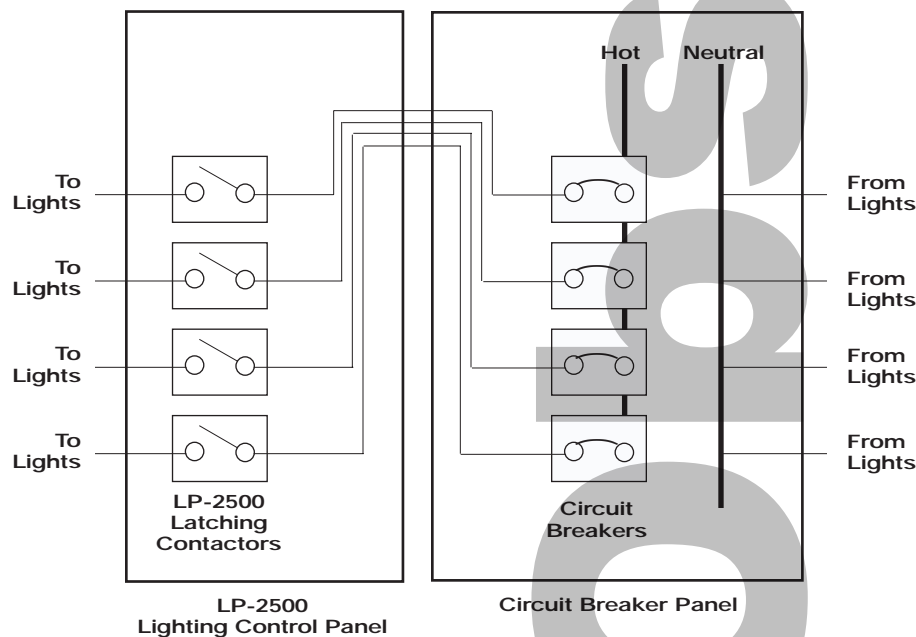 Hot Neutral
To
Lights
From
Lights
To
Lights
From
Lights
To
Lights
From
Lights
To
Lights
From
Lights
LP-2500
Latching
Contactors
Circuit
Breakers
LP-2500
Lighting Control Panel
Circuit Breaker Panel